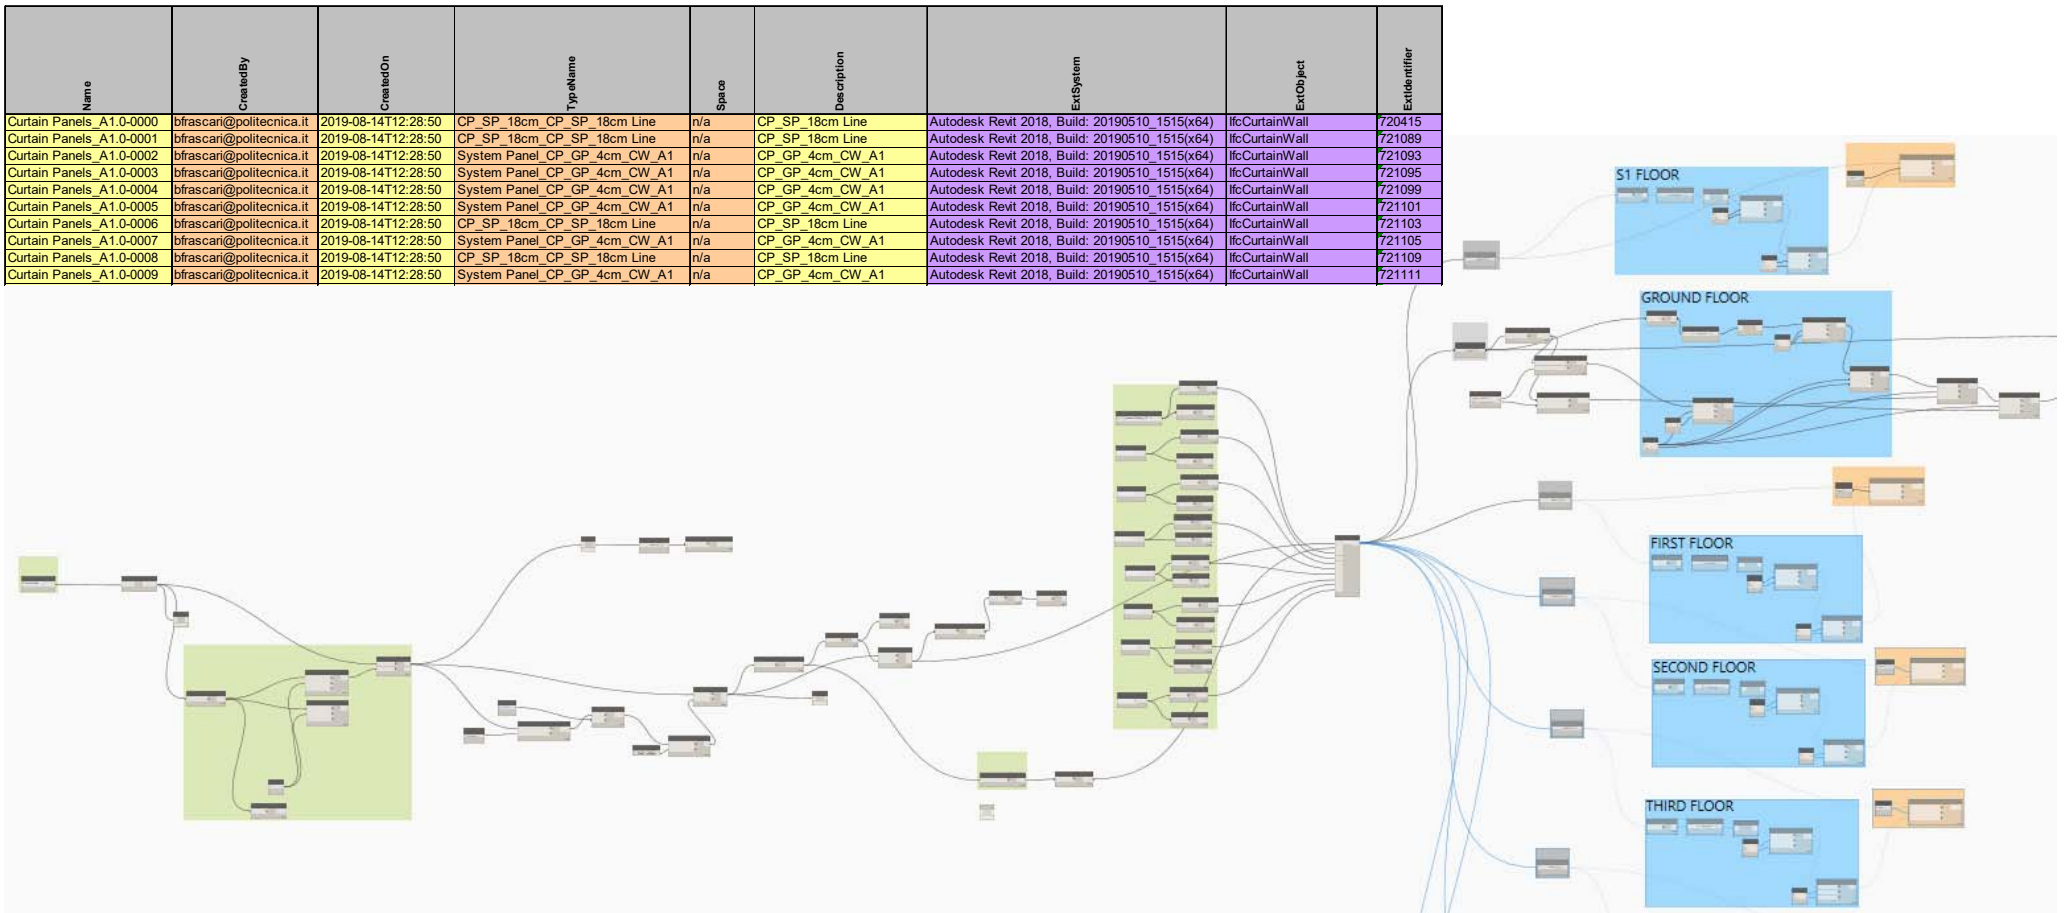 Name CreatedBy CreatedOn TypeName Space Description ExtSystem ExtObject ExtIdentifier
Curtain Panels_A1.0-0000 bfrascari@politecnica.it 2019-08-14T12:28:50 CP_SP_18cm_CP_SP_18cm Line n/a CP_SP_18cm Line Autodesk Revit 2018, Build: 20190510_1515(x64) IfcCurtainWall 720415
Curtain Panels_A1.0-0001 bfrascari@politecnica.it 2019-08-14T12:28:50 CP_SP_18cm_CP_SP_18cm Line n/a CP_SP_18cm Line Autodesk Revit 2018, Build: 20190510_1515(x64) IfcCurtainWall 721089
Curtain Panels_A1.0-0002 bfrascari@politecnica.it 2019-08-14T12:28:50 System Panel_CP_GP_4cm_CW_A1 n/a CP_GP_4cm_CW_A1 Autodesk Revit 2018, Build: 20190510_1515(x64) IfcCurtainWall 721093
Curtain Panels_A1.0-0003 bfrascari@politecnica.it 2019-08-14T12:28:50 System Panel_CP_GP_4cm_CW_A1 n/a CP_GP_4cm_CW_A1 Autodesk Revit 2018, Build: 20190510_1515(x64) IfcCurtainWall 721095
Curtain Panels_A1.0-0004 bfrascari@politecnica.it 2019-08-14T12:28:50 System Panel_CP_GP_4cm_CW_A1 n/a CP_GP_4cm_CW_A1 Autodesk Revit 2018, Build: 20190510_1515(x64) IfcCurtainWall 721099
Curtain Panels_A1.0-0005 bfrascari@politecnica.it 2019-08-14T12:28:50 System Panel_CP_GP_4cm_CW_A1 n/a CP_GP_4cm_CW_A1 Autodesk Revit 2018, Build: 20190510_1515(x64) IfcCurtainWall 721101
Curtain Panels_A1.0-0006 bfrascari@politecnica.it 2019-08-14T12:28:50 CP_SP_18cm_CP_SP_18cm Line n/a CP_SP_18cm Line Autodesk Revit 2018, Build: 20190510_1515(x64) IfcCurtainWall 721103
Curtain Panels_A1.0-0007 bfrascari@politecnica.it 2019-08-14T12:28:50 System Panel_CP_GP_4cm_CW_A1 n/a CP_GP_4cm_CW_A1 Autodesk Revit 2018, Build: 20190510_1515(x64) IfcCurtainWall 721105
Curtain Panels_A1.0-0008 bfrascari@politecnica.it 2019-08-14T12:28:50 CP_SP_18cm_CP_SP_18cm Line n/a CP_SP_18cm Line Autodesk Revit 2018, Build: 20190510_1515(x64) IfcCurtainWall 721109
Curtain Panels_A1.0-0009 bfrascari@politecnica.it 2019-08-14T12:28:50 System Panel_CP_GP_4cm_CW_A1 n/a CP_GP_4cm_CW_A1 Autodesk Revit 2018, Build: 20190510_1515(x64) IfcCurtainWall 721111
S1 FLOOR
GROUND FLOOR
FIRST FLOOR
SECOND FLOOR
THIRD FLOOR